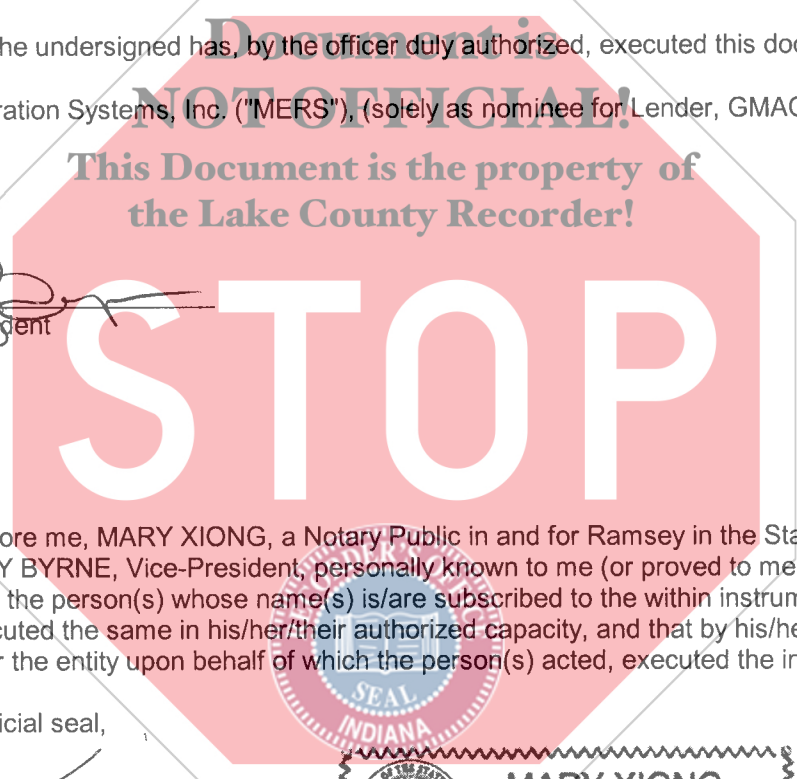 Document is
he undersigned has, by the officer duly authorized, executed this doc
NOT OFFICIAL!
ration Systems, Inc. ("MERS"), (solely as nominee for Lender, GMAC
This Document is the property of
the Lake County Recorder!
dent
STOP
ore me, MARY XIONG, a Notary Public in and for Ramsey in the Sta
Y BYRNE, Vice-President, personally known to me (or proved to me
the person(s) whose name(s) is/are subscribed to the within instrum
cuted the same in his/her/their authorized capacity, and that by his/he
r the entity upon behalf of which the person(s) acted, executed the in
SEAL
INDIANA
icial seal,
OF THE STA
MARY XIONG